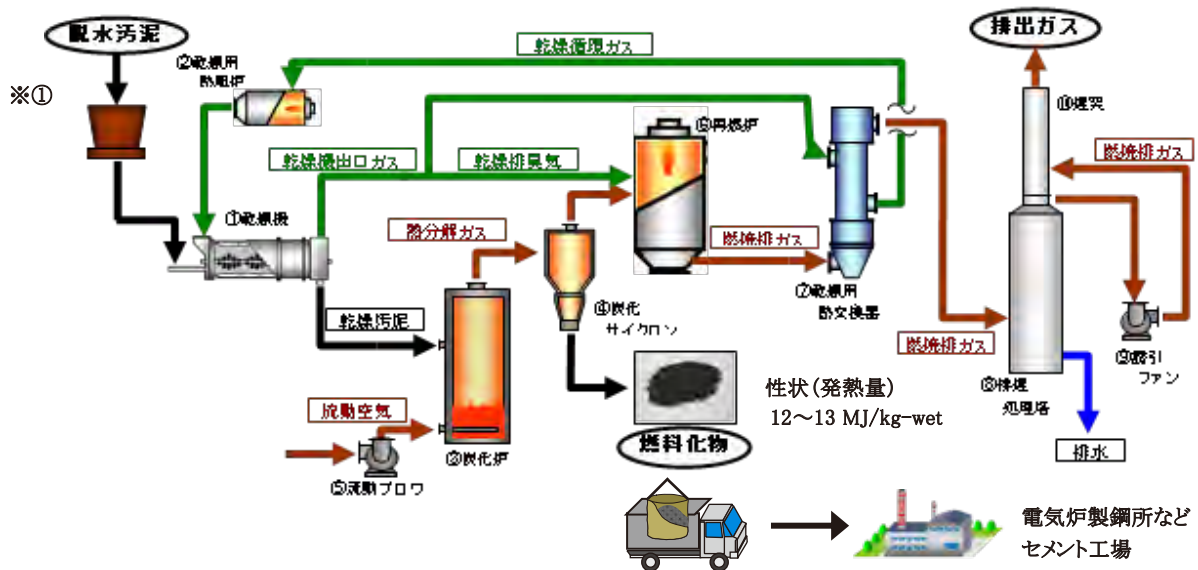 脱水汚泥
※①
②乾燥用
熱風炉
乾燥循環ガス
排出ガス
⑩煙突
燃焼排ガス
⑥再燃炉
乾燥機出口ガス
乾燥排臭気
①乾燥機
熱分解ガス
燃焼排ガス
⑦乾燥用
熱交換器
④炭化
サイクロン
乾燥汚泥
燃焼排ガス
⑨誘引
ファン
⑧排煙
処理塔
性状(発熱量)
12～13 MJ/kg-wet
流動空気
③炭化炉
燃料化物
排水
⑤流動ブロワ
電気炉製鋼所など
セメント工場